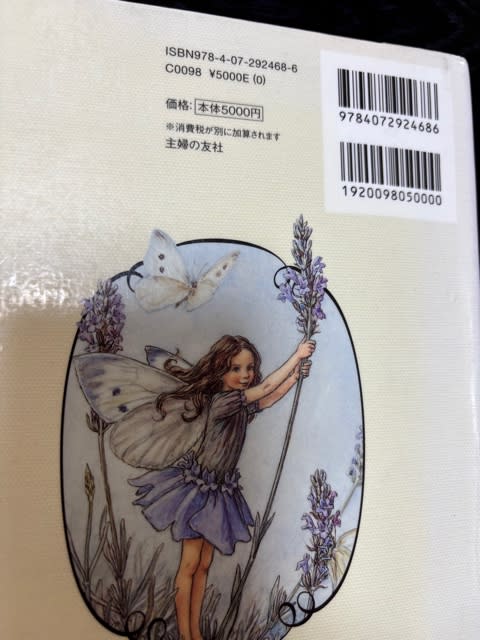 ISBN978-4-07-292468-6
C0098 ¥5000E (0)
価格: 本体5000円
※消費税が別に加算されます
主婦の友社
9784072924686
1920098050000